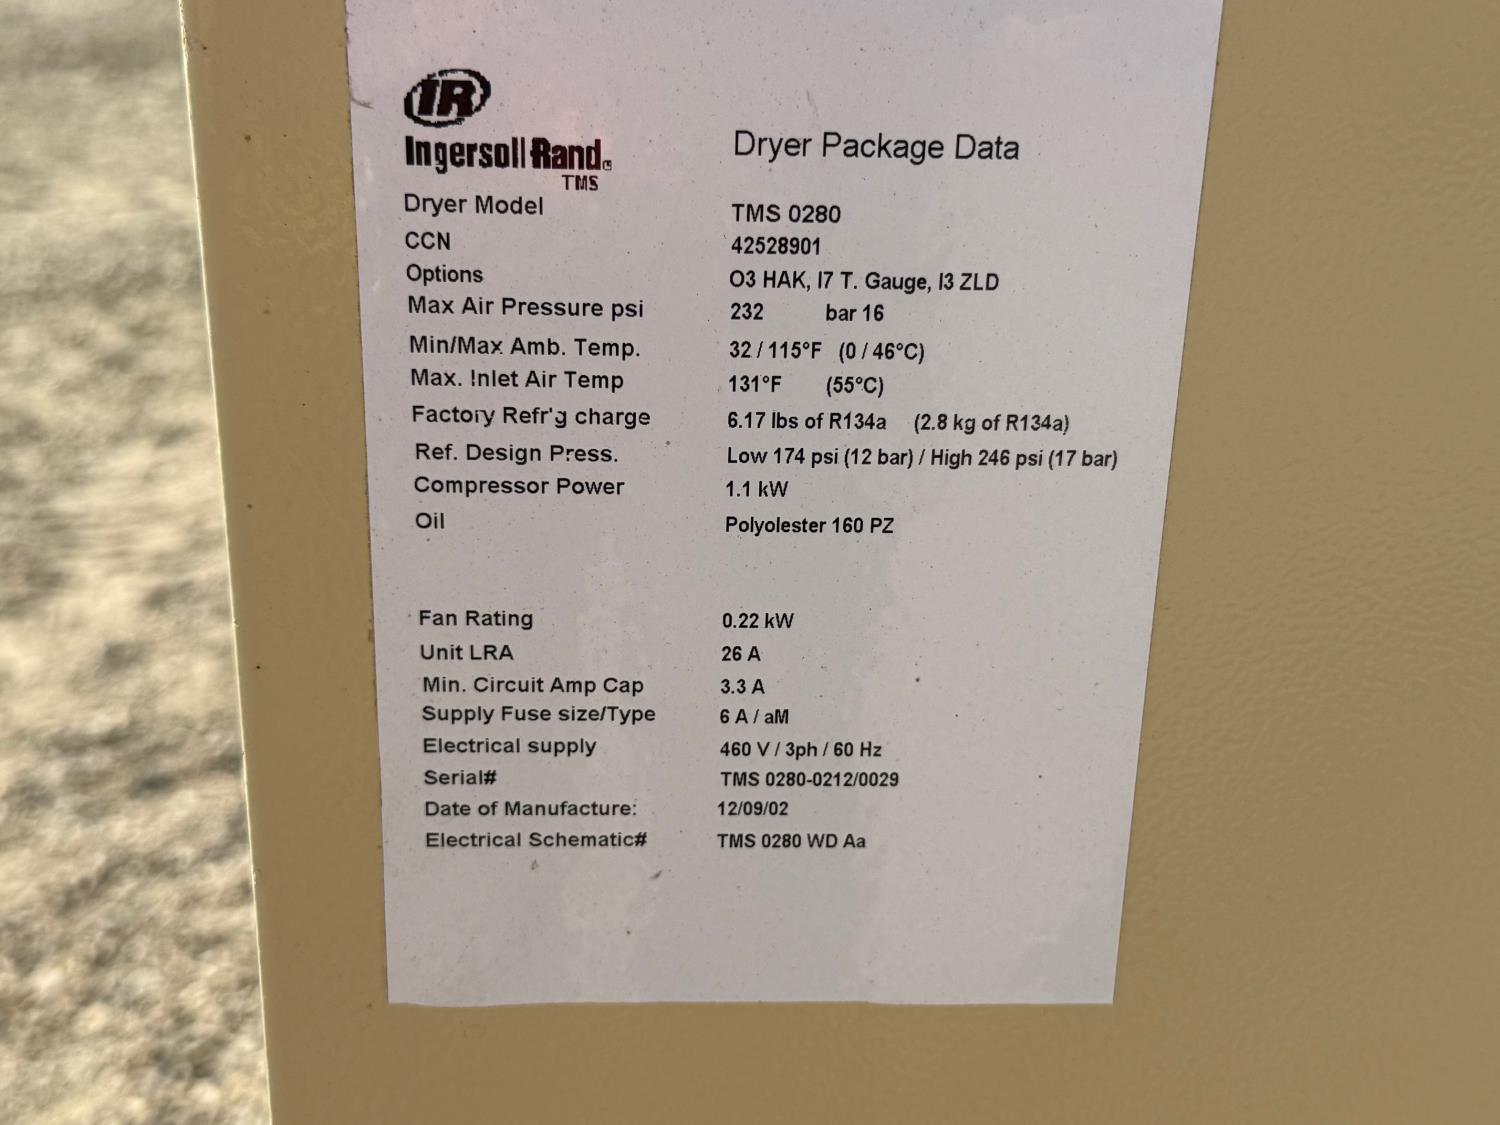 IR
Ingersoll Rand®
TMS
Dryer Package Data
Dryer Model TMS 0280
CCN 42528901
Options O3 HAK, I7 T. Gauge, I3 ZLD
Max Air Pressure psi 232 bar 16
Min/Max Amb. Temp. 32 / 115°F (0 / 46°C)
Max. Inlet Air Temp 131°F (55°C)
Factory Refr'g charge 6.17 lbs of R134a (2.8 kg of R134a)
Ref. Design Press. Low 174 psi (12 bar) / High 246 psi (17 bar)
Compressor Power 1.1 kW
Oil Polyolester 160 PZ
Fan Rating 0.22 kW
Unit LRA 26 A
Min. Circuit Amp Cap 3.3 A
Supply Fuse size/Type 6 A / aM
Electrical supply 460 V / 3ph / 60 Hz
Serial# TMS 0280-0212/0029
Date of Manufacture: 12/09/02
Electrical Schematic# TMS 0280 WD Aa